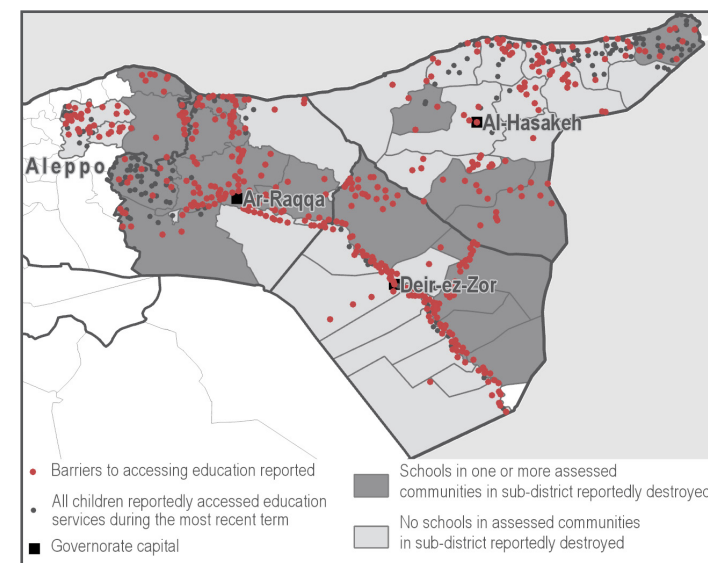 Al-Hasakeh
Aleppo
Ar-Raqqa
Deir-ez-Zor
Barriers to accessing education reported
All children reportedly accessed education
services during the most recent term
Governorate capital
Schools in one or more assessed
communities in sub-district reportedly destroyed
No schools in assessed communities
in sub-district reportedly destroyed